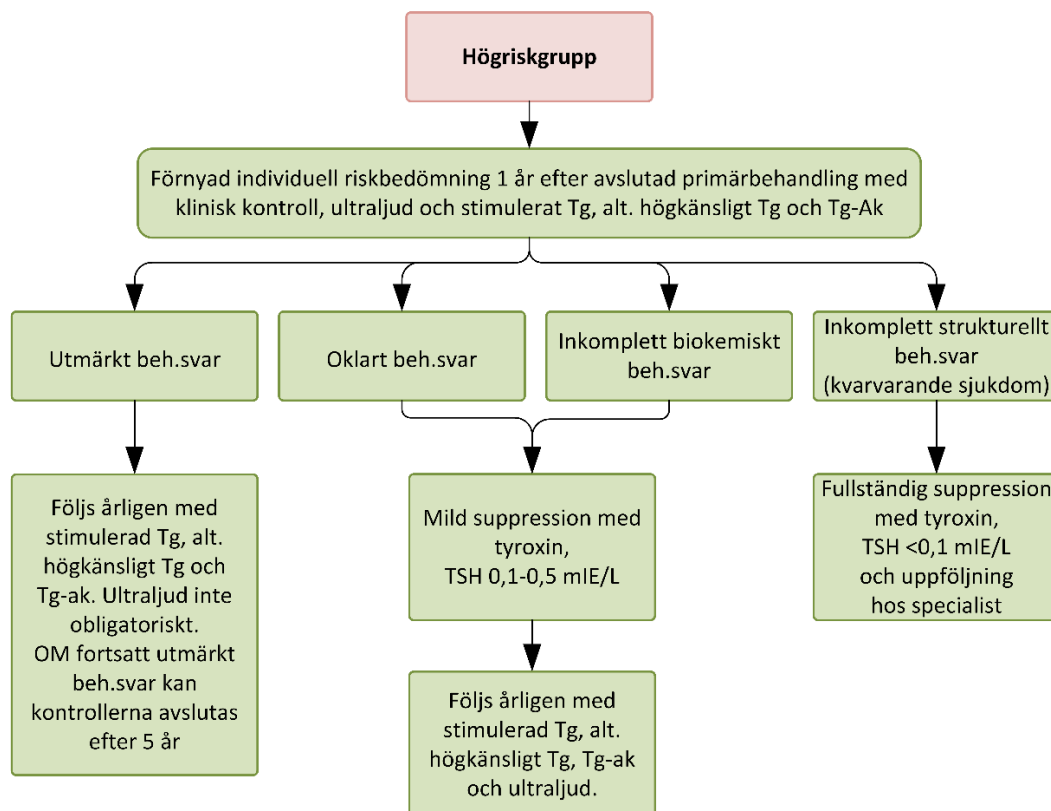 Högriskgrupp
Förnyad individuell riskbedömning 1 år efter avslutad primärbehandling med
klinisk kontroll, ultraljud och stimulerat Tg, alt. högkänsligt Tg och Tg-Ak
Utmärkt beh.svar
Oklart beh.svar
Inkomplett biokemiskt
beh.svar
Inkomplett strukturellt
beh.svar
(kvarvarande sjukdom)
Följs årligen med
stimulerad Tg, alt.
högkänsligt Tg och
Tg-ak. Ultraljud inte
obligatoriskt.
OM fortsatt utmärkt
beh.svar kan
kontrollerna avslutas
efter 5 år
Mild suppression med
tyroxin,
TSH 0,1-0,5 mIE/L
Fullständig suppression
med tyroxin,
TSH <0,1 mIE/L
och uppföljning
hos specialist
Följs årligen med
stimulerad Tg, alt.
högkänsligt Tg, Tg-ak
och ultraljud.